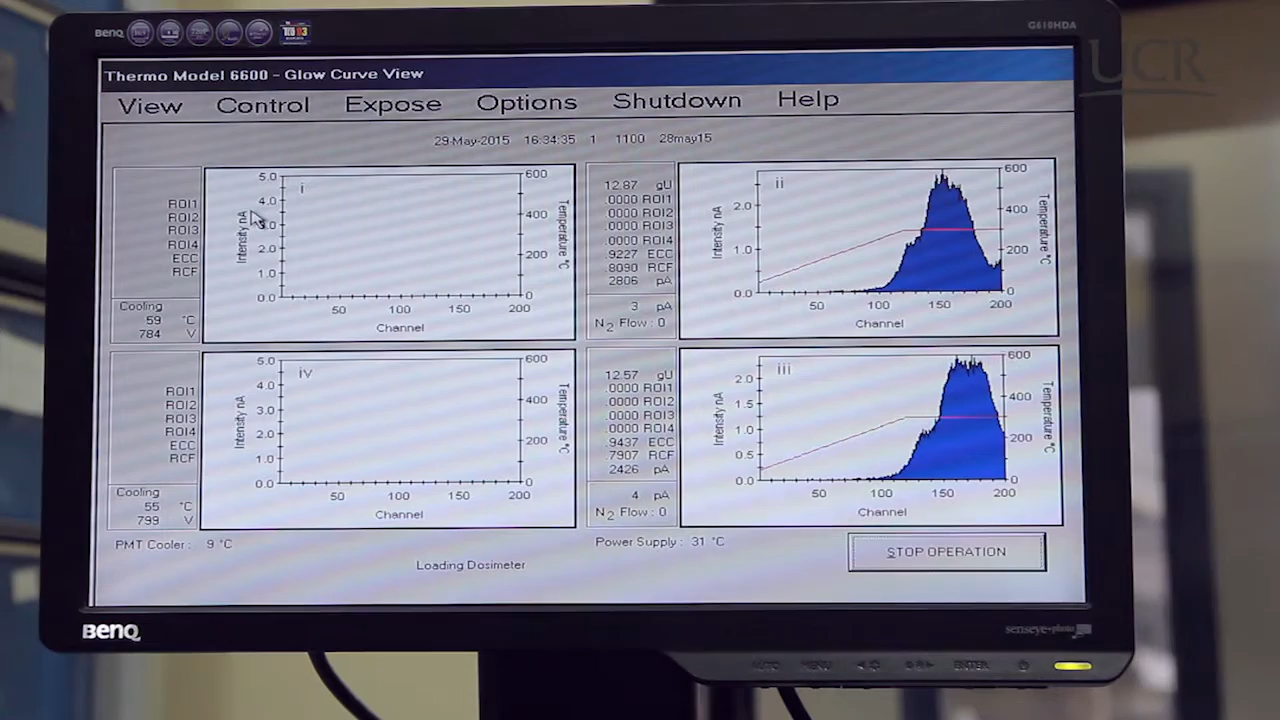 BenQ
G610HDA
UCR
Thermo Model 6600 - Glow Curve View
View Control Expose Options Shutdown Help
29-May-2015 16:34:35 1 1100 28may15
ROI1
ROI2
ROI3
ROI4
ECC
RCF
Cooling
59 °C
784 V
i
5.0
4.0
3.0
2.0
1.0
0.0
Intensity nA
600
400
200
0
Temperature °C
50 100 150 200
Channel
12.87 gU
.0000 ROI1
.0000 ROI2
.0000 ROI3
.0000 ROI4
.9227 ECC
.8090 RCF
2806 pA
3 pA
N2 Flow : 0
ii
2.0
1.0
0.0
Intensity nA
600
400
200
0
Temperature °C
50 100 150 200
Channel
ROI1
ROI2
ROI3
ROI4
ECC
RCF
Cooling
55 °C
799 V
iv
5.0
4.0
3.0
2.0
1.0
0.0
Intensity nA
600
400
200
0
Temperature °C
50 100 150 200
Channel
12.57 gU
.0000 ROI1
.0000 ROI2
.0000 ROI3
.0000 ROI4
.9437 ECC
.7907 RCF
2426 pA
4 pA
N2 Flow : 0
iii
2.0
1.5
1.0
0.5
0.0
Intensity nA
600
400
200
0
Temperature °C
50 100 150 200
Channel
PMT Cooler : 9 °C
Power Supply : 31 °C
STOP OPERATION
Loading Dosimeter
BenQ
senseye+photo
AUTO MENU ENTER